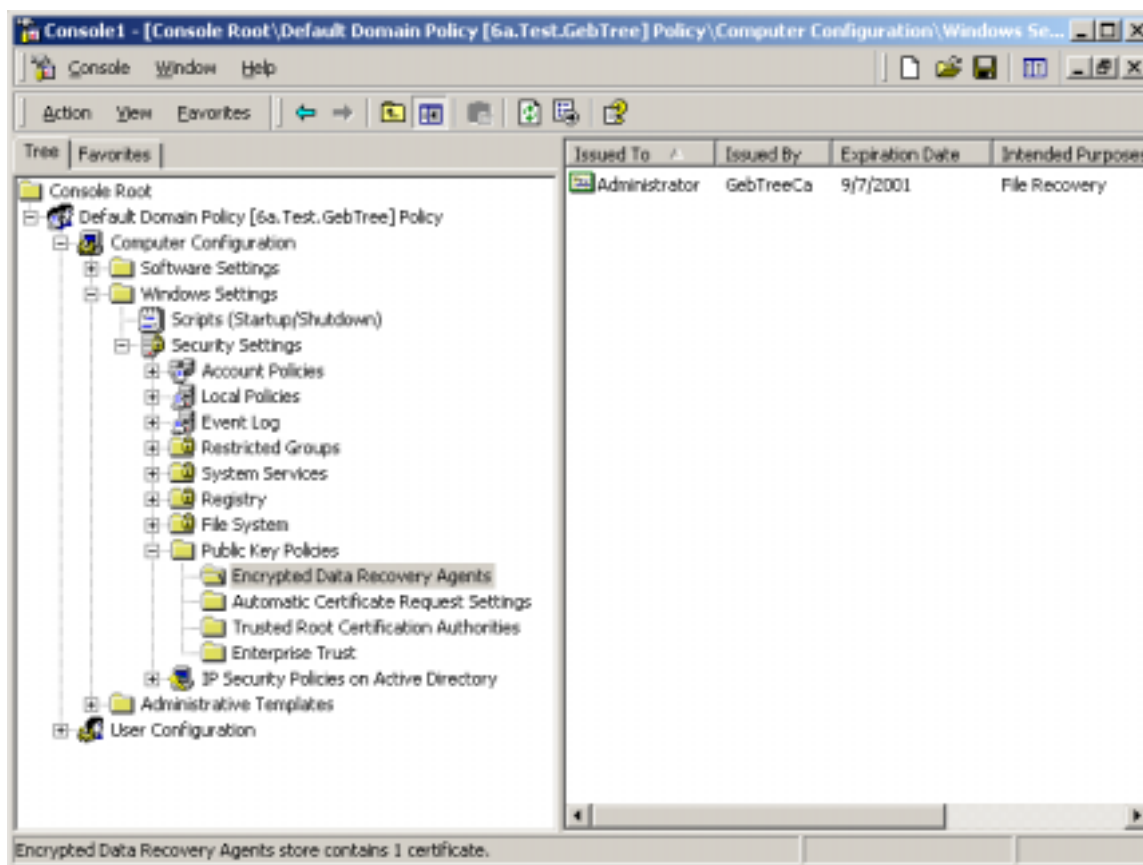 Console1 - [Console Root\Default Domain Policy [6a.Test.GebTree] Policy\Computer Configuration\Windows Se...
Console Window Help
Action View Favorites
Tree Favorites
Console Root
Default Domain Policy [6a.Test.GebTree] Policy
Computer Configuration
Software Settings
Windows Settings
Scripts (Startup/Shutdown)
Security Settings
Account Policies
Local Policies
Event Log
Restricted Groups
System Services
Registry
File System
Public Key Policies
Encrypted Data Recovery Agents
Automatic Certificate Request Settings
Trusted Root Certification Authorities
Enterprise Trust
IP Security Policies on Active Directory
Administrative Templates
User Configuration
Issued To Issued By Expiration Date Intended Purposes
Administrator GebTreeCa 9/7/2001 File Recovery
Encrypted Data Recovery Agents store contains 1 certificate.